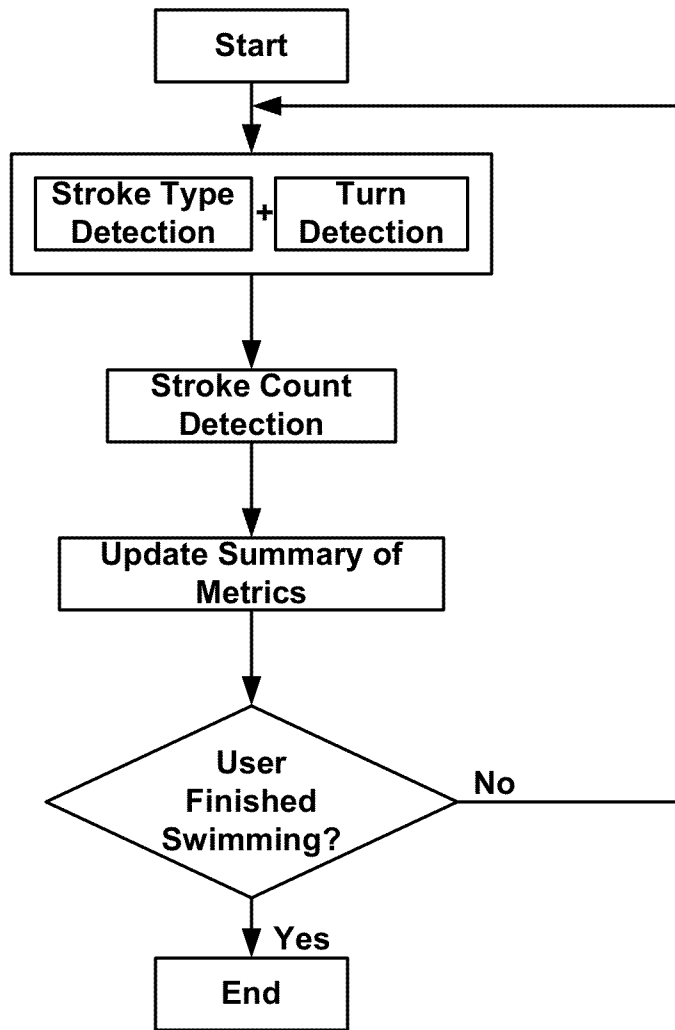 Start
Stroke Type
Detection
+
Turn
Detection
Stroke Count
Detection
Update Summary of
Metrics
User
Finished
Swimming?
No
Yes
End